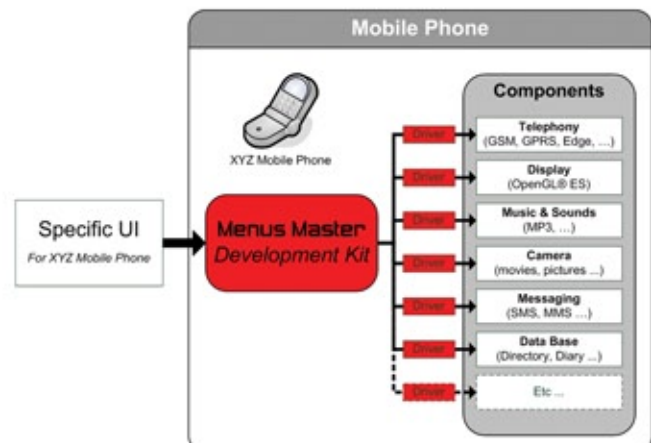 Mobile Phone
XYZ Mobile Phone
Specific UI
For XYZ Mobile Phone
Menus Master
Development Kit
Driver
Driver
Driver
Driver
Driver
Driver
Driver
Components
Telephony
(GSM, GPRS, Edge, ...)
Display
(OpenGL® ES)
Music & Sounds
(MP3, ...)
Camera
(movies, pictures ...)
Messaging
(SMS, MMS ...)
Data Base
(Directory, Diary ...)
Etc ...